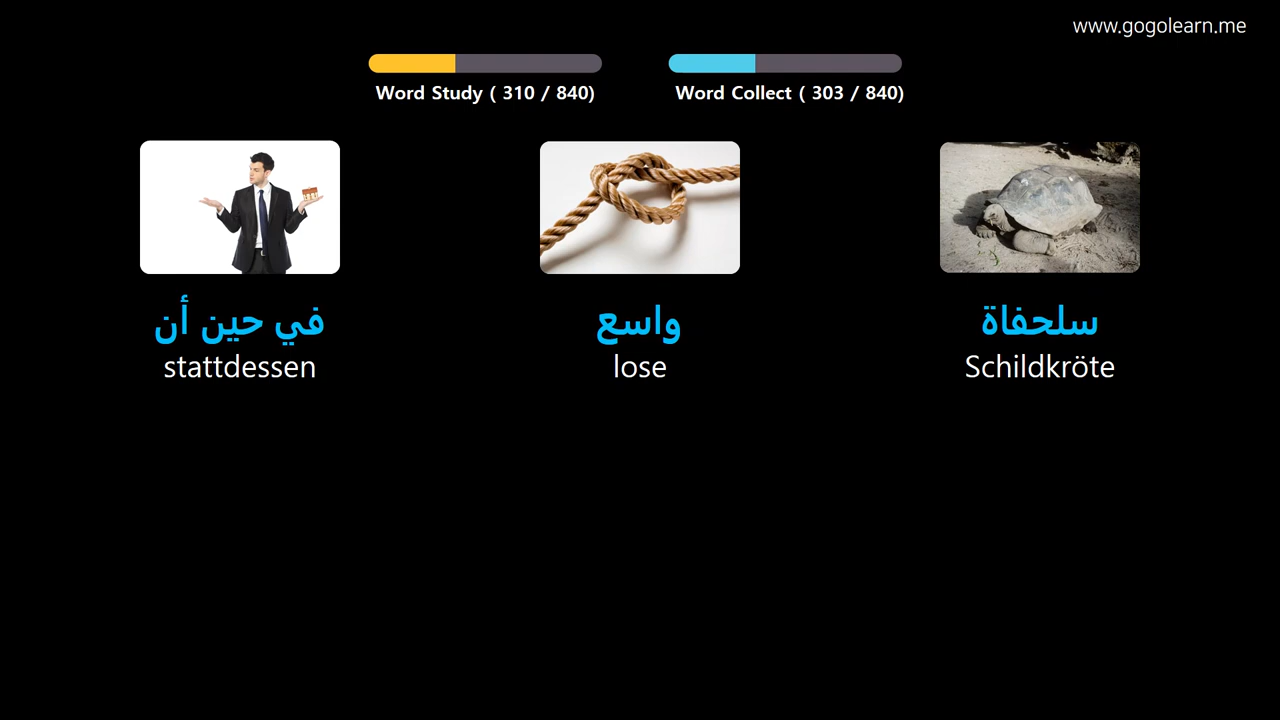 www.gogolearn.me
Word Study ( 310 / 840)
Word Collect ( 303 / 840)
في حين أن
stattdessen
واسع
lose
سلحفاة
Schildkröte